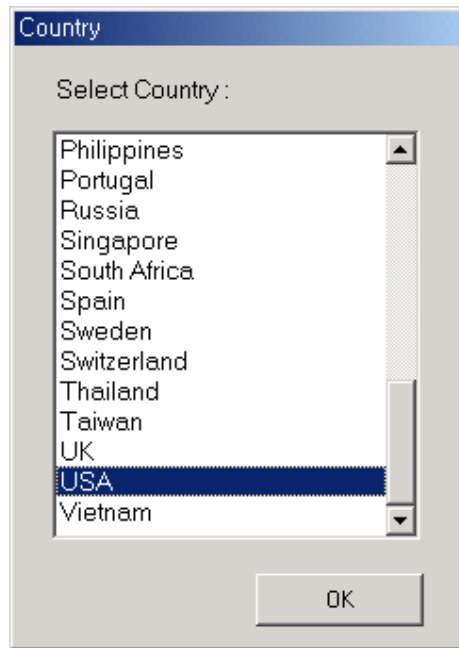 Country
Select Country :
Philippines
Portugal
Russia
Singapore
South Africa
Spain
Sweden
Switzerland
Thailand
Taiwan
UK
USA
Vietnam
OK